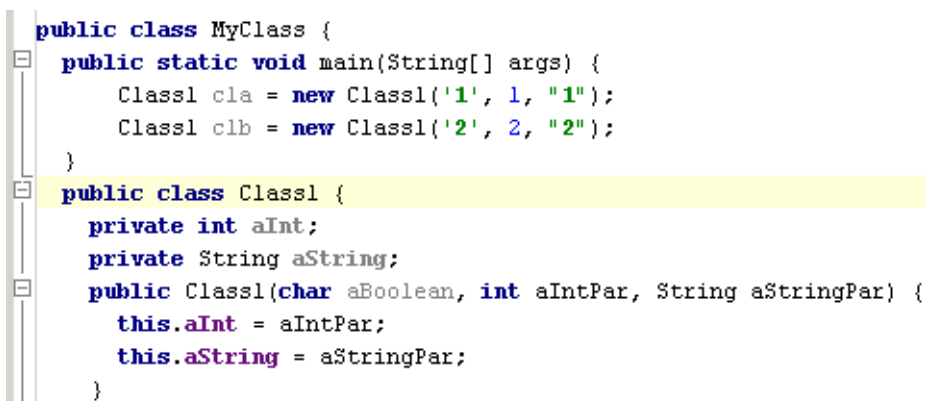 public class MyClass {
public static void main(String[] args) {
Class1 c1a = new Class1('1', 1, "1");
Class1 c1b = new Class1('2', 2, "2");
}
public class Class1 {
private int aInt;
private String aString;
public Class1(char aBoolean, int aIntPar, String aStringPar) {
this.aInt = aIntPar;
this.aString = aStringPar;
}